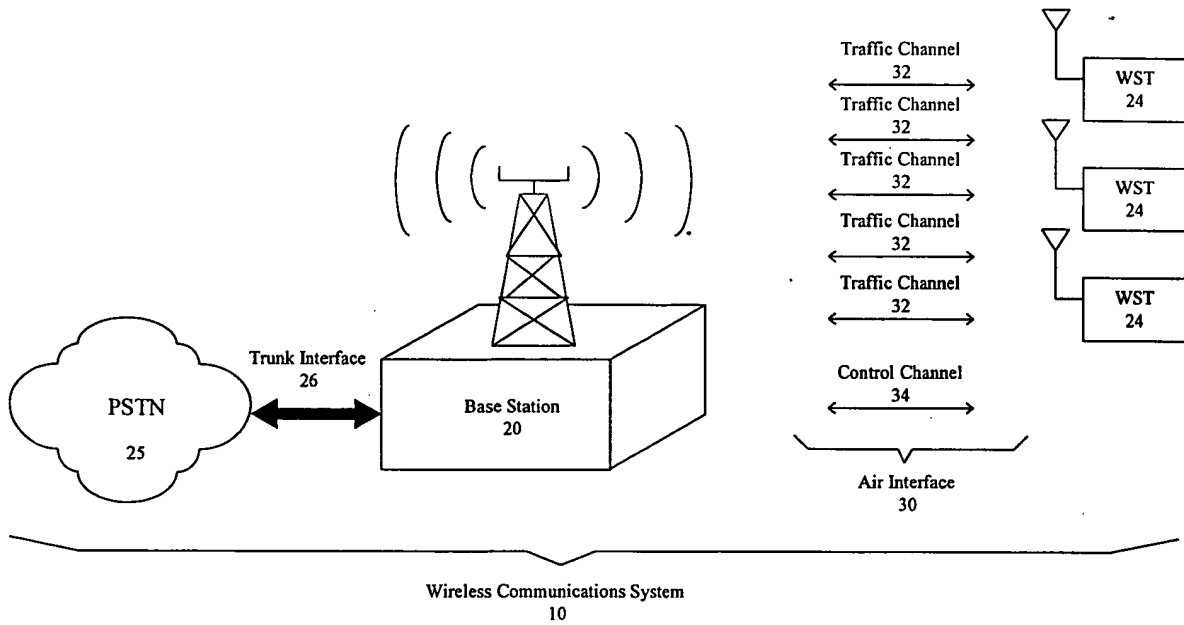 Traffic Channel
32
WST
24
Traffic Channel
32
Traffic Channel
32
WST
24
Traffic Channel
32
Traffic Channel
32
WST
24
Trunk Interface
26
PSTN
25
Base Station
20
Control Channel
34
Air Interface
30
Wireless Communications System
10